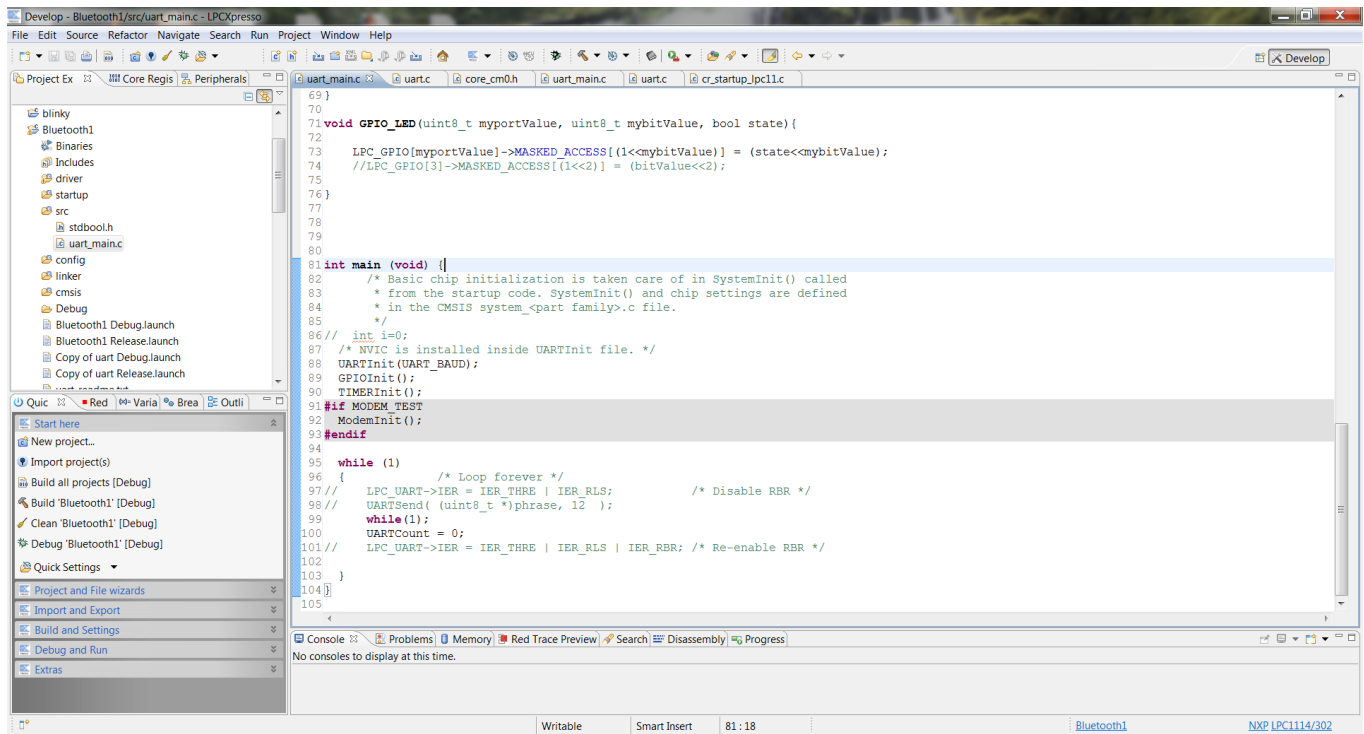 Develop - Bluetooth1/src/uart_main.c - LPCXpresso
File Edit Source Refactor Navigate Search Run Project Window Help
Develop
Project Ex Core Regis Peripherals
blinky
Bluetooth1
Binaries
Includes
driver
startup
src
stdbool.h
uart_main.c
config
linker
cmsis
Debug
Bluetooth1 Debug.launch
Bluetooth1 Release.launch
Copy of uart Debug.launch
Copy of uart Release.launch
Quic Red Varia Brea Outli
Start here
New project...
Import project(s)
Build all projects [Debug]
Build 'Bluetooth1' [Debug]
Clean 'Bluetooth1' [Debug]
Debug 'Bluetooth1' [Debug]
Quick Settings
Project and File wizards
Import and Export
Build and Settings
Debug and Run
Extras
uart_main.c uart.c core_cm0.h uart_main.c uart.c cr_startup_lpc11.c
69 }
70
71 void GPIO_LED(uint8_t myportValue, uint8_t mybitValue, bool state){
72
73 LPC_GPIO[myportValue]->MASKED_ACCESS[(1<<mybitValue)] = (state<<mybitValue);
74 //LPC_GPIO[3]->MASKED_ACCESS[(1<<2)] = (bitValue<<2);
75
76 }
77
78
79
80
81 int main (void) {
82 /* Basic chip initialization is taken care of in SystemInit() called
83 * from the startup code. SystemInit() and chip settings are defined
84 * in the CMSIS system_<part family>.c file.
85 */
86 // int i=0;
87 /* NVIC is installed inside UARTInit file. */
88 UARTInit(UART_BAUD);
89 GPIOInit();
90 TIMERInit();
91 #if MODEM_TEST
92 ModemInit();
93 #endif
94
95 while (1)
96 { /* Loop forever */
97 // LPC_UART->IER = IER_THRE | IER_RLS; /* Disable RBR */
98 // UARTSend( (uint8_t *)phrase, 12 );
99 while(1);
100 UARTCount = 0;
101 // LPC_UART->IER = IER_THRE | IER_RLS | IER_RBR; /* Re-enable RBR */
102
103 }
104 }
105
Console Problems Memory Red Trace Preview Search Disassembly Progress
No consoles to display at this time.
Writable Smart Insert 81 : 18 Bluetooth1 NXP LPC1114/302